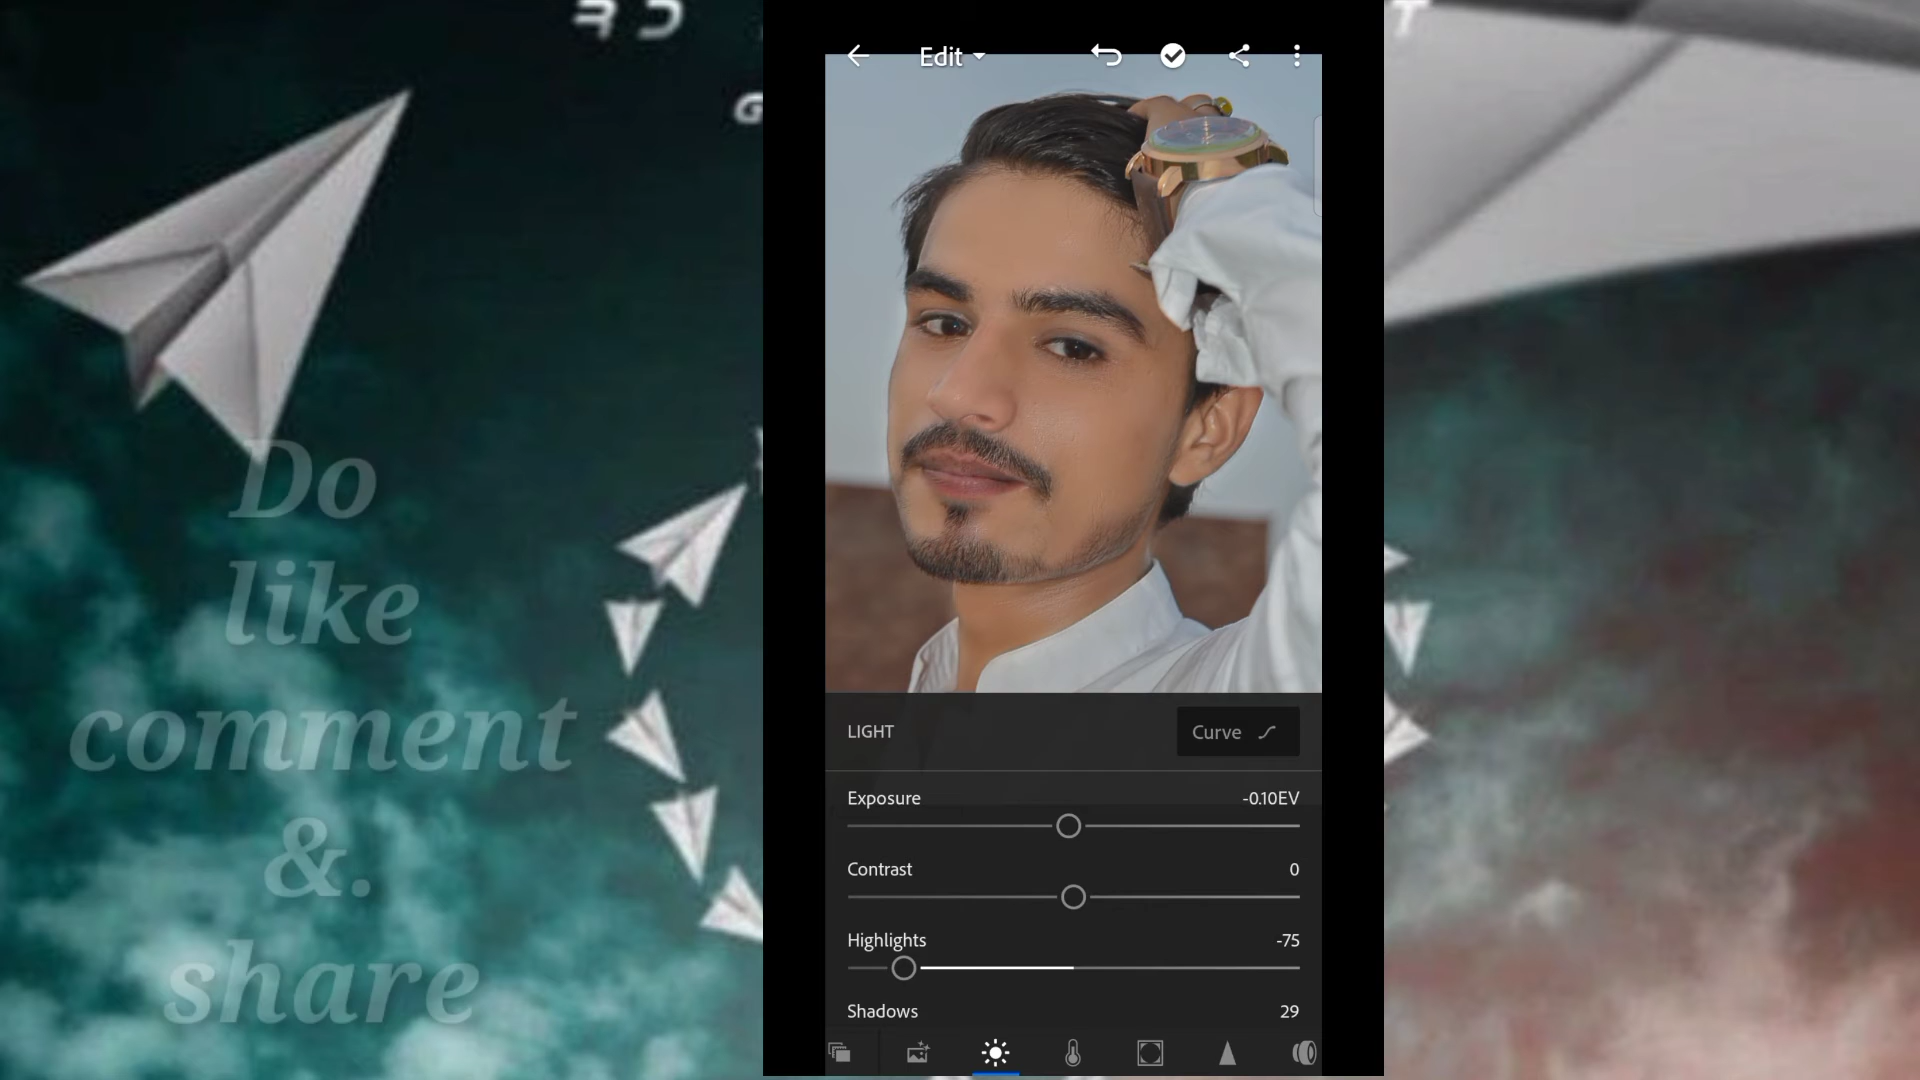 Edit
Do
like
comment
&.
share
LIGHT
Curve
Exposure
-0.10EV
Contrast
0
Highlights
-75
Shadows
29